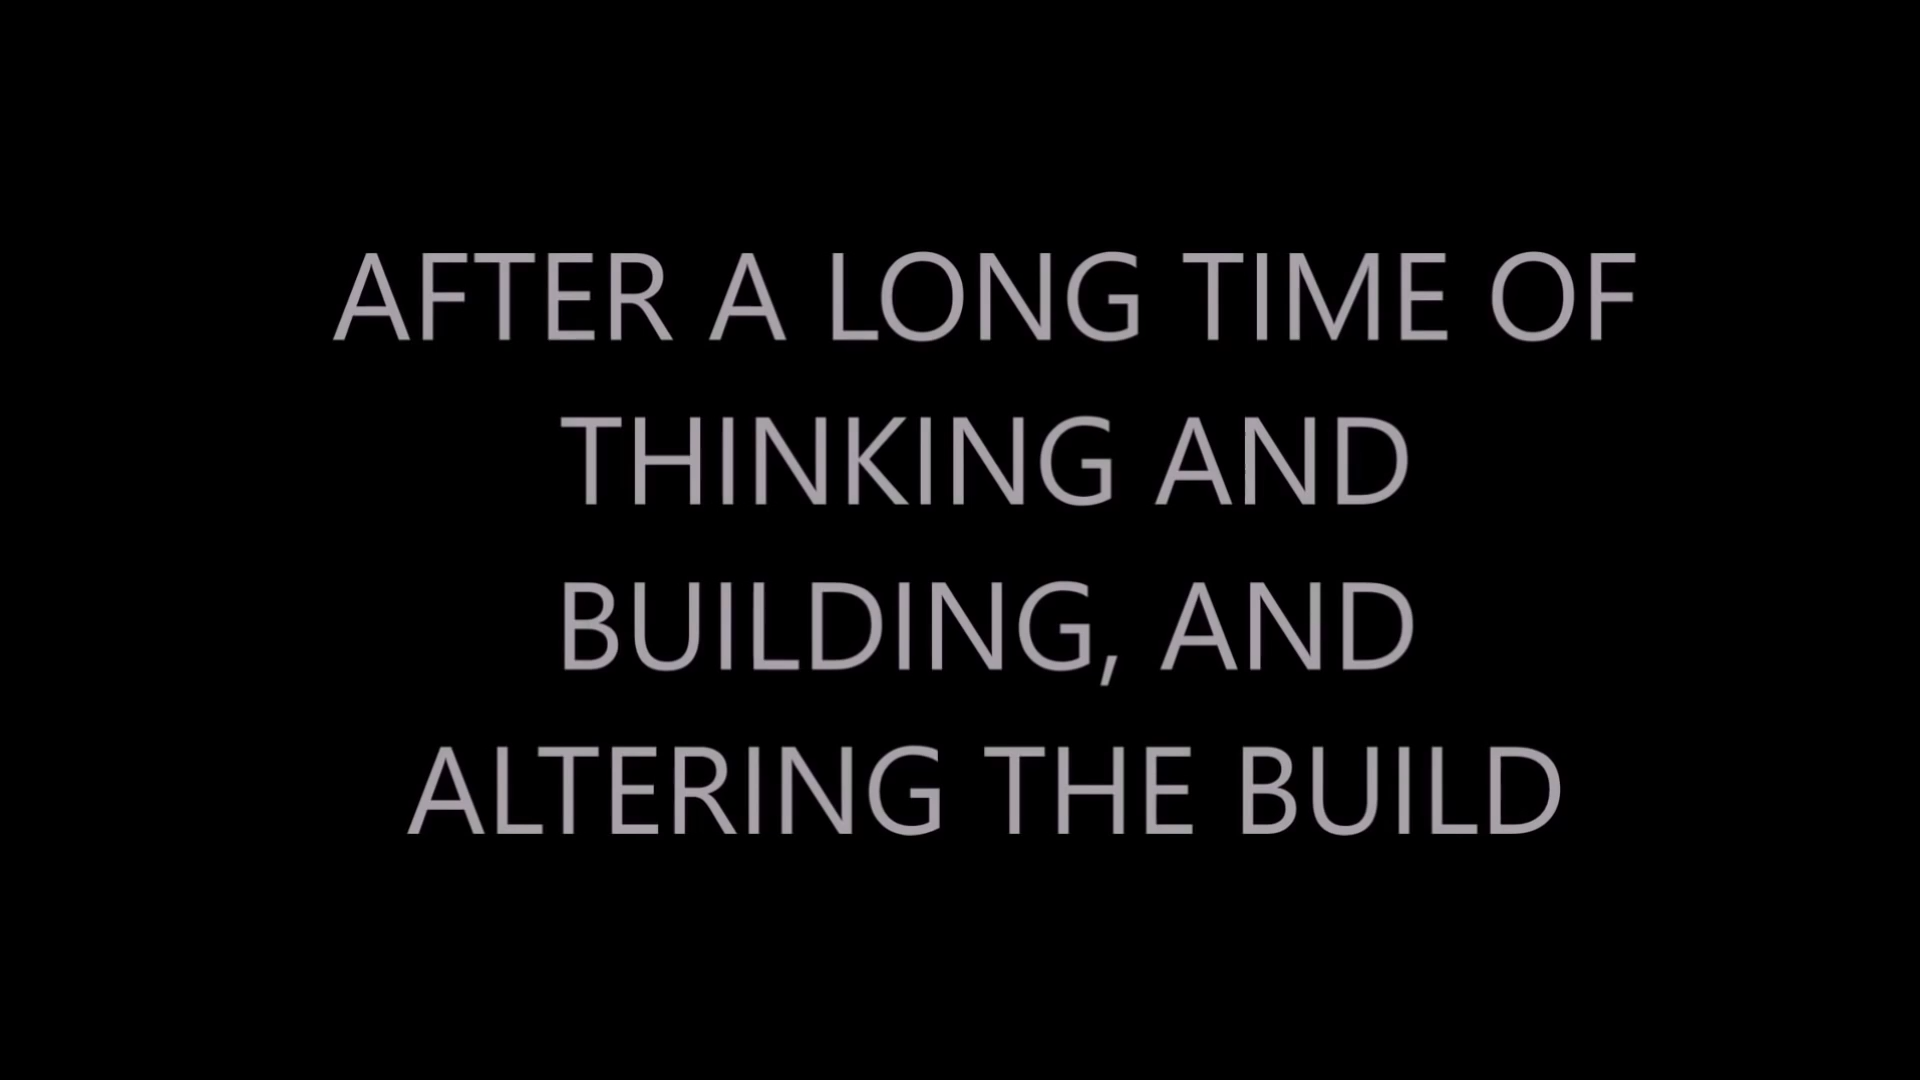 AFTER A LONG TIME OF
THINKING AND
BUILDING, AND
ALTERING THE BUILD